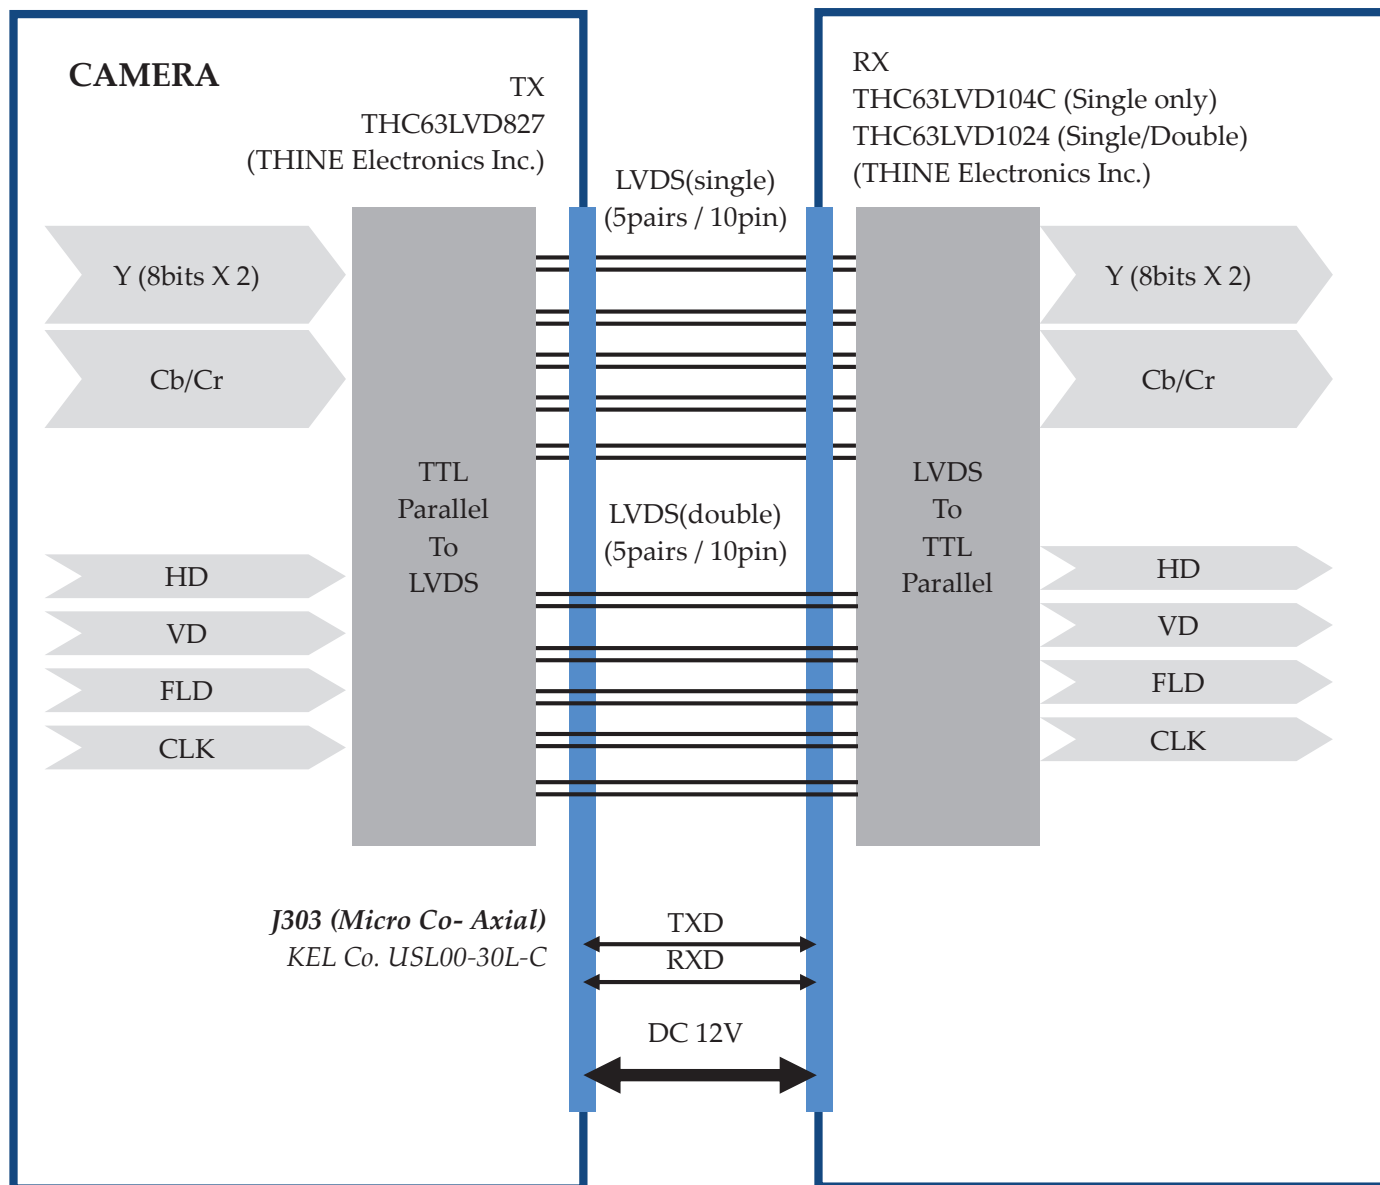 CAMERA
TX
THC63LVD827
(THINE Electronics Inc.)
RX
THC63LVD104C (Single only)
THC63LVD1024 (Single/Double)
(THINE Electronics Inc.)
LVDS(single)
(5pairs / 10pin)
Y (8bits X 2)
Cb/Cr
HD
VD
FLD
CLK
TTL
Parallel
To
LVDS
LVDS(double)
(5pairs / 10pin)
LVDS
To
TTL
Parallel
Y (8bits X 2)
Cb/Cr
HD
VD
FLD
CLK
J303 (Micro Co- Axial)
KEL Co. USL00-30L-C
TXD
RXD
DC 12V